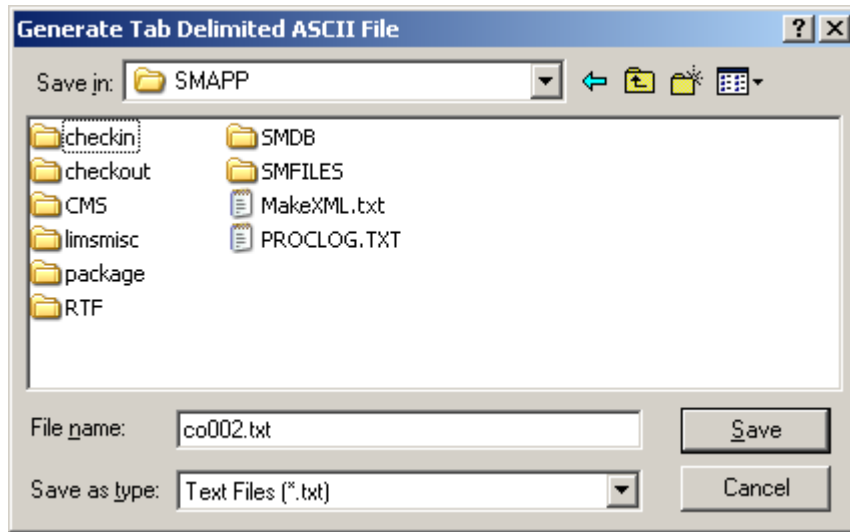 Generate Tab Delimited ASCII File
Save in: SMAPP
checkin
checkout
CMS
limsmisc
package
RTF
SMDB
SMFILES
MakeXML.txt
PROCLOG.TXT
File name: co002.txt Save
Save as type: Text Files (*.txt) Cancel